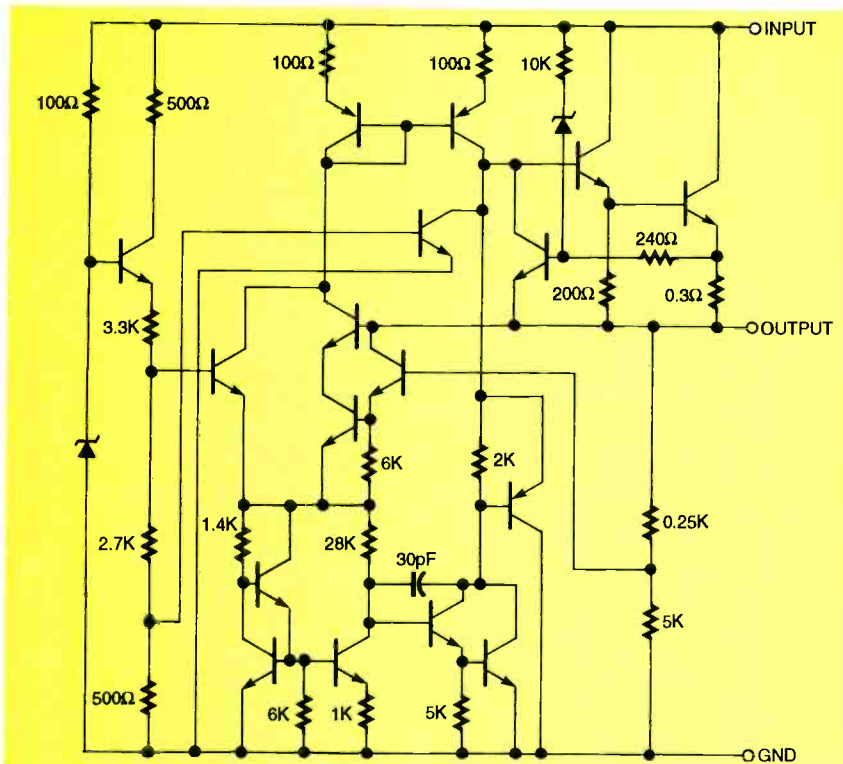 INPUT
100Ω
100Ω
10K
100Ω
500Ω
240Ω
200Ω
0.3Ω
3.3K
OUTPUT
6K
2K
1.4K
28K
0.25K
2.7K
30pF
5K
500Ω
6K
1K
5K
GND